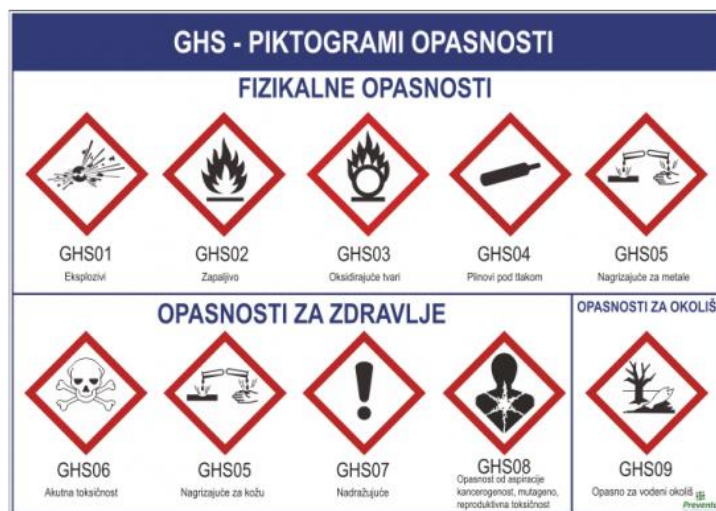 GHS - PIKTOGRAMI OPASNOSTI
FIZIKALNE OPASNOSTI
GHS01
Eksplozivi
GHS02
Zapaljivo
GHS03
Oksidirajuće tvari
GHS04
Plinovi pod tlakom
GHS05
Nagrizajuće za metale
OPASNOSTI ZA ZDRAVLJE
GHS06
Akutna toksičnost
GHS05
Nagrizajuće za kožu
GHS07
Nadražujuće
GHS08
Opasnost od aspiracije
kancerogenost, mutageno,
reproduktivna toksičnost
OPASNOSTI ZA OKOLIŠ
GHS09
Opasno za vodeni okoliš
Preventa